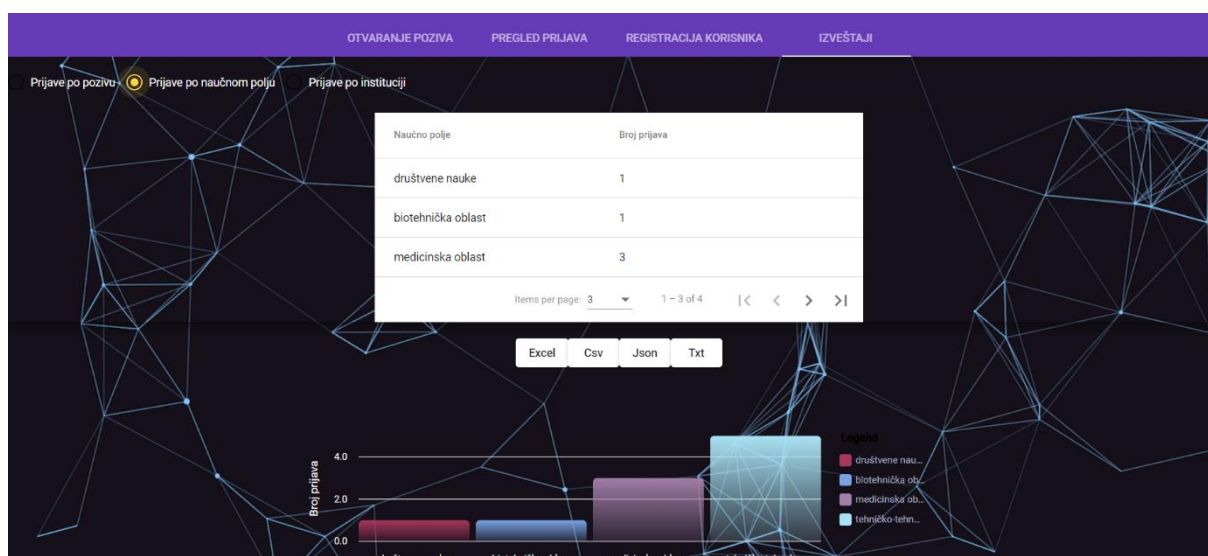 OTVARANJE POZIVA PREGLED PRIJAVA REGISTRACIJA KORISNIKA IZVEŠTAJI
Prijave po pozivu Prijave po naučnom polju Prijave po instituciji
Naučno polje Broj prijava
društvene nauke 1
biotehnička oblast 1
medicinska oblast 3
Items per page: 3 1 – 3 of 4
Excel Csv Json Txt
Legend
društvene nau...
biotehnička ob...
medicinska ob...
tehničko-tehn...
Broj prijava
4.0
2.0
0.0